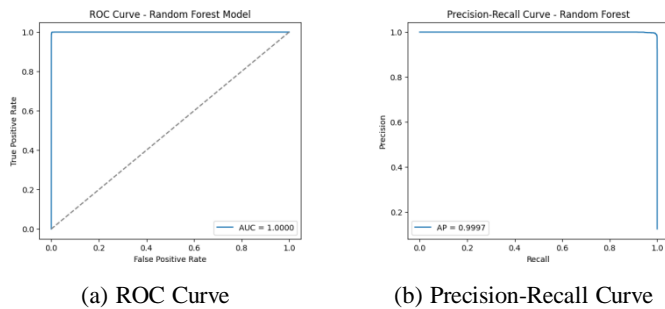 ROC Curve - Random Forest Model
True Positive Rate
1.0
0.8
0.6
0.4
0.2
0.0
0.0 0.2 0.4 0.6 0.8 1.0
False Positive Rate
AUC = 1.0000
(a) ROC Curve
Precision-Recall Curve - Random Forest
Precision
1.0
0.8
0.6
0.4
0.2
0.0 0.2 0.4 0.6 0.8 1.0
Recall
AP = 0.9997
(b) Precision-Recall Curve